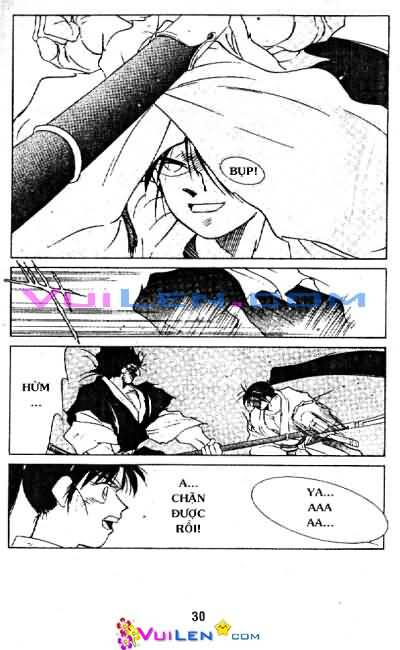 BỤP!
VUILEN.COM
HỪM
...
A...
CHẶN
ĐƯỢC
RỒI!
YA...
AAA
AA...
30
VUILEN COM